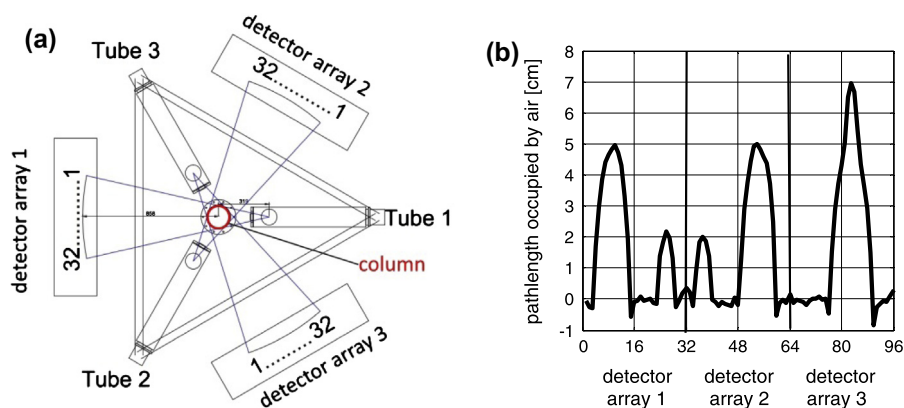 (a)
Tube 3
detector array 2
32.........1
detector array 1
32.......1
656
310
Tube 1
column
Tube 2
1.........32
detector array 3
(b)
pathlength occupied by air [cm]
8
7
6
5
4
3
2
1
0
-1
0 16 32 48 64 80 96
detector array 1
detector array 2
detector array 3